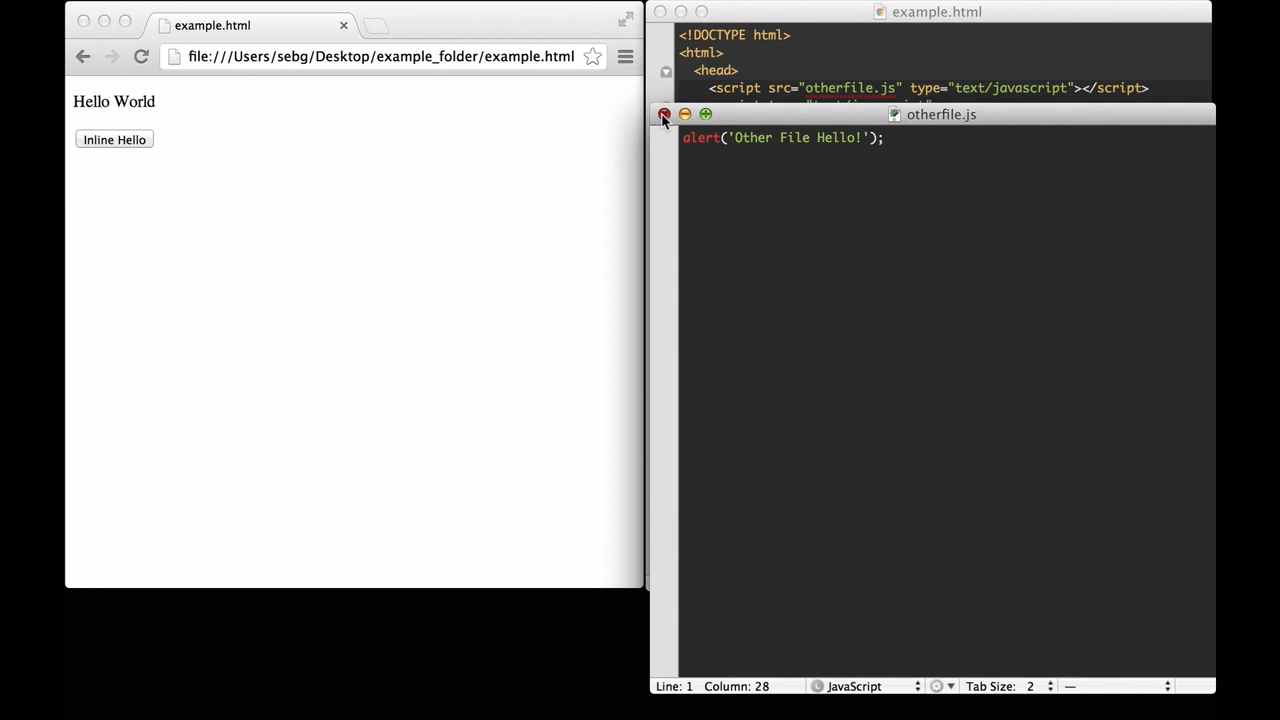 example.html
file:///Users/sebg/Desktop/example_folder/example.html
Hello World
Inline Hello
example.html
<!DOCTYPE html>
<html>
<head>
<script src="otherfile.js" type="text/javascript"></script>
otherfile.js
alert('Other File Hello!');
Line: 1 Column: 28 L JavaScript Tab Size: 2 —